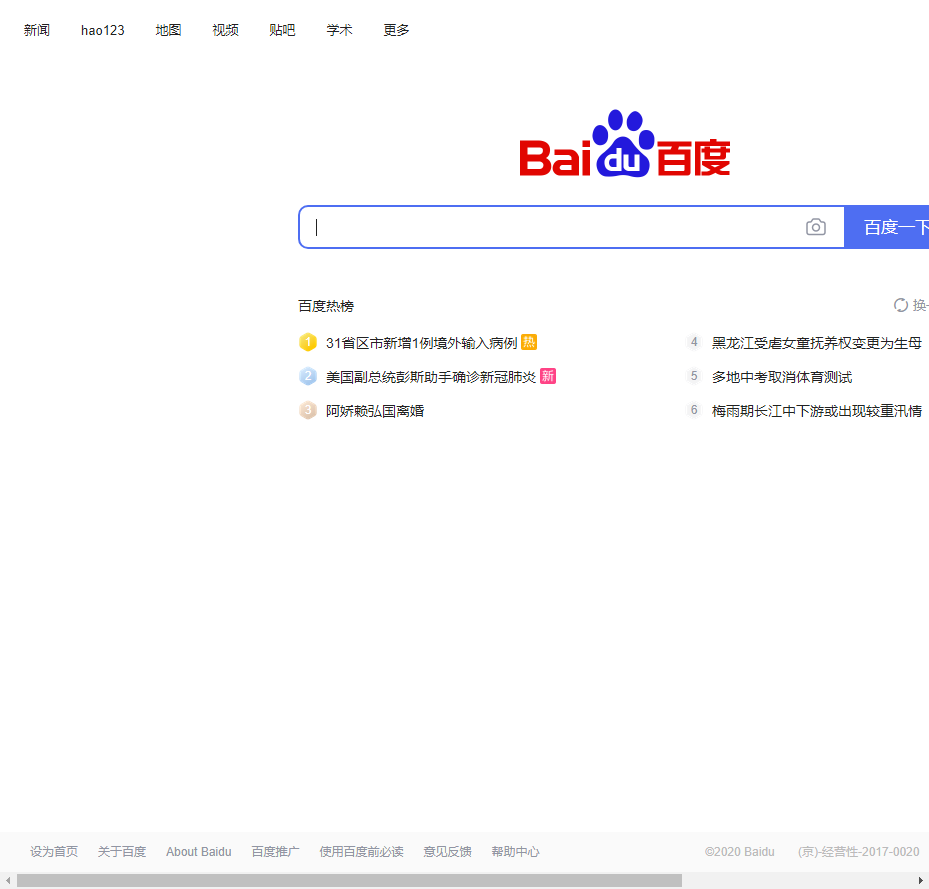 新闻 hao123 地图 视频 贴吧 学术 更多
Bai du 百度
百度一下
百度热榜 换一
1 31省区市新增1例境外输入病例 热
2 美国副总统彭斯助手确诊新冠肺炎 新
3 阿娇赖弘国离婚
4 黑龙江受虐女童抚养权变更为生母
5 多地中考取消体育测试
6 梅雨期长江中下游或出现较重汛情
设为首页 关于百度 About Baidu 百度推广 使用百度前必读 意见反馈 帮助中心 ©2020 Baidu (京)-经营性-2017-0020